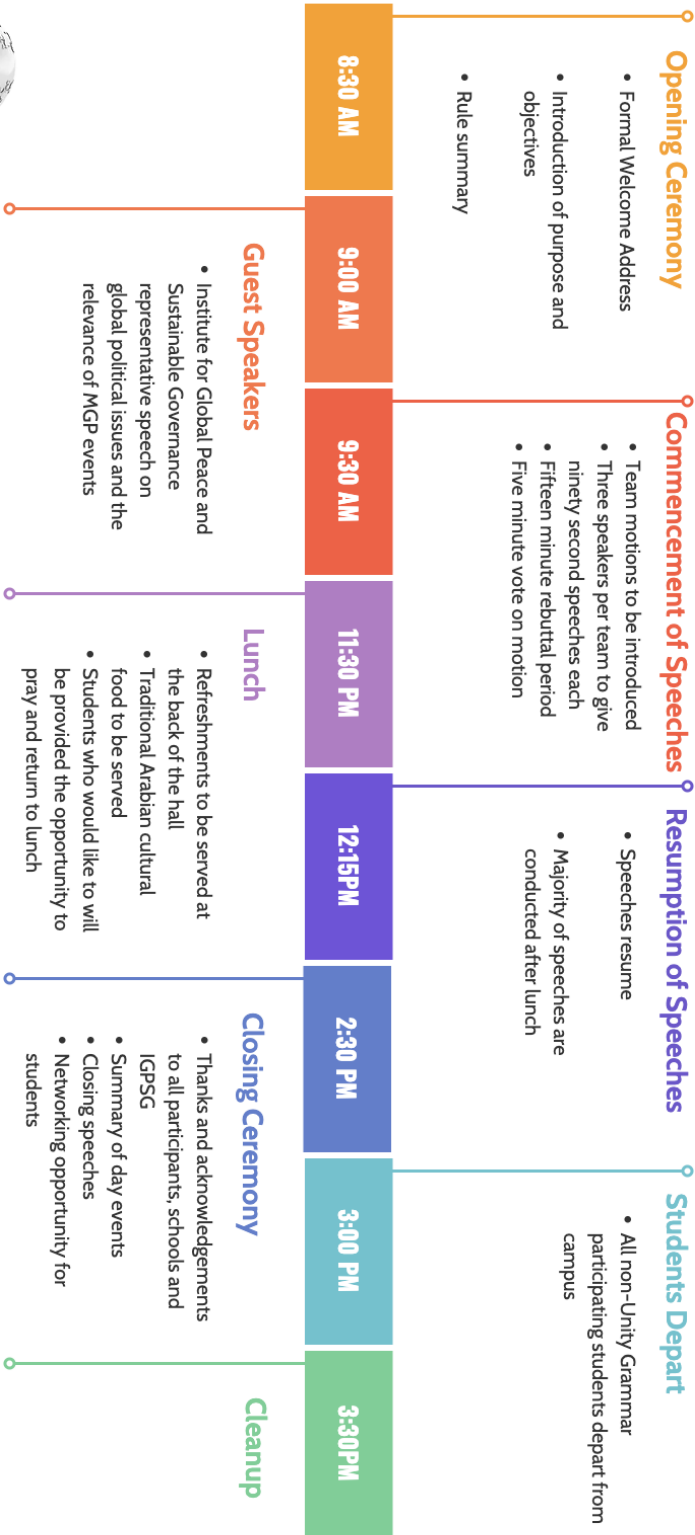 Opening Ceremony
• Formal Welcome Address
• Introduction of purpose and
objectives
• Rule summary
8:30 AM
9:00 AM
Guest Speakers
• Institute for Global Peace and
Sustainable Governance
representative speech on
global political issues and the
relevance of MGP events
Commencement of Speeches
• Team motions to be introduced
• Three speakers per team to give
ninety second speeches each
• Fifteen minute rebuttal period
• Five minute vote on motion
9:30 AM
11:30 PM
Lunch
• Refreshments to be served at
the back of the hall
• Traditional Arabian cultural
food to be served
• Students who would like to will
be provided the opportunity to
pray and return to lunch
Resumption of Speeches
• Speeches resume
• Majority of speeches are
conducted after lunch
12:15PM
2:30 PM
Closing Ceremony
• Thanks and acknowledgements
to all participants, schools and
IGPSG
• Summary of day events
• Closing speeches
• Networking opportunity for
students
Students Depart
• All non-Unity Grammar
participating students depart from
campus
3:00 PM
3:30PM
Cleanup